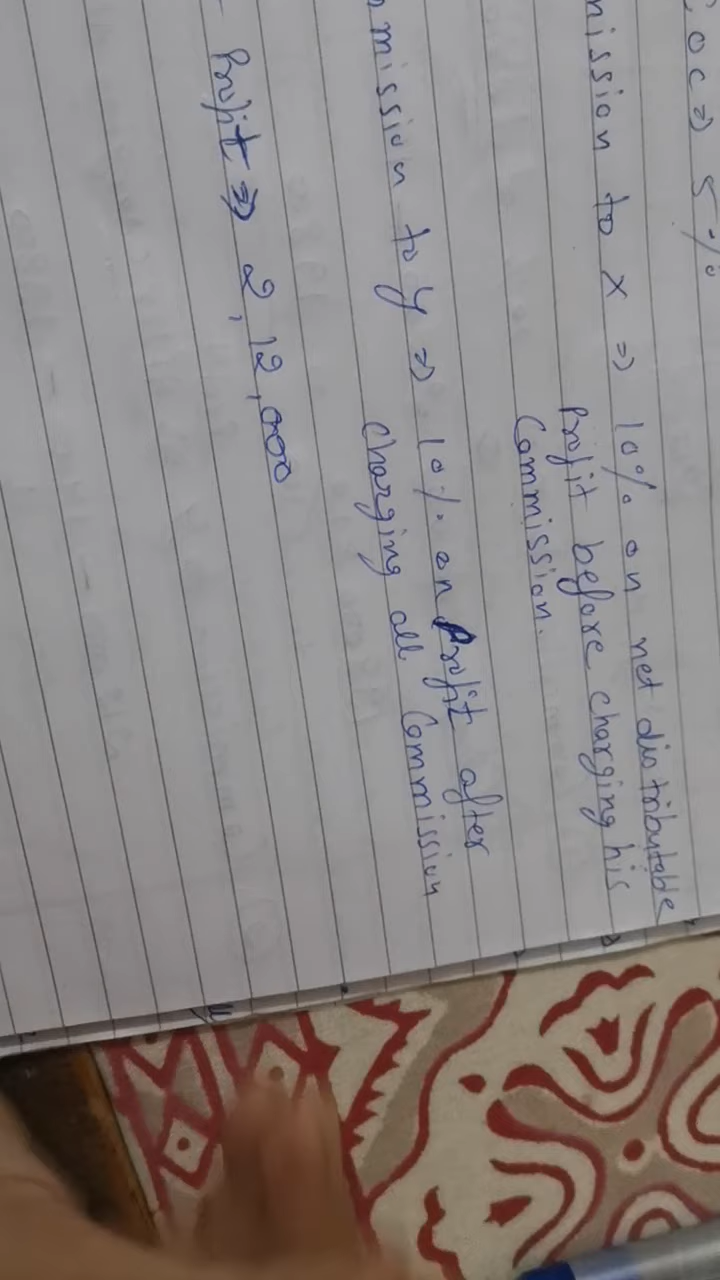 IOC => 5%
mission to x => 10% on net distributable
Profit before charging his
Commission.
mmission to y => 10% on Profit after
Charging all Commission
Profit => 2,12,000